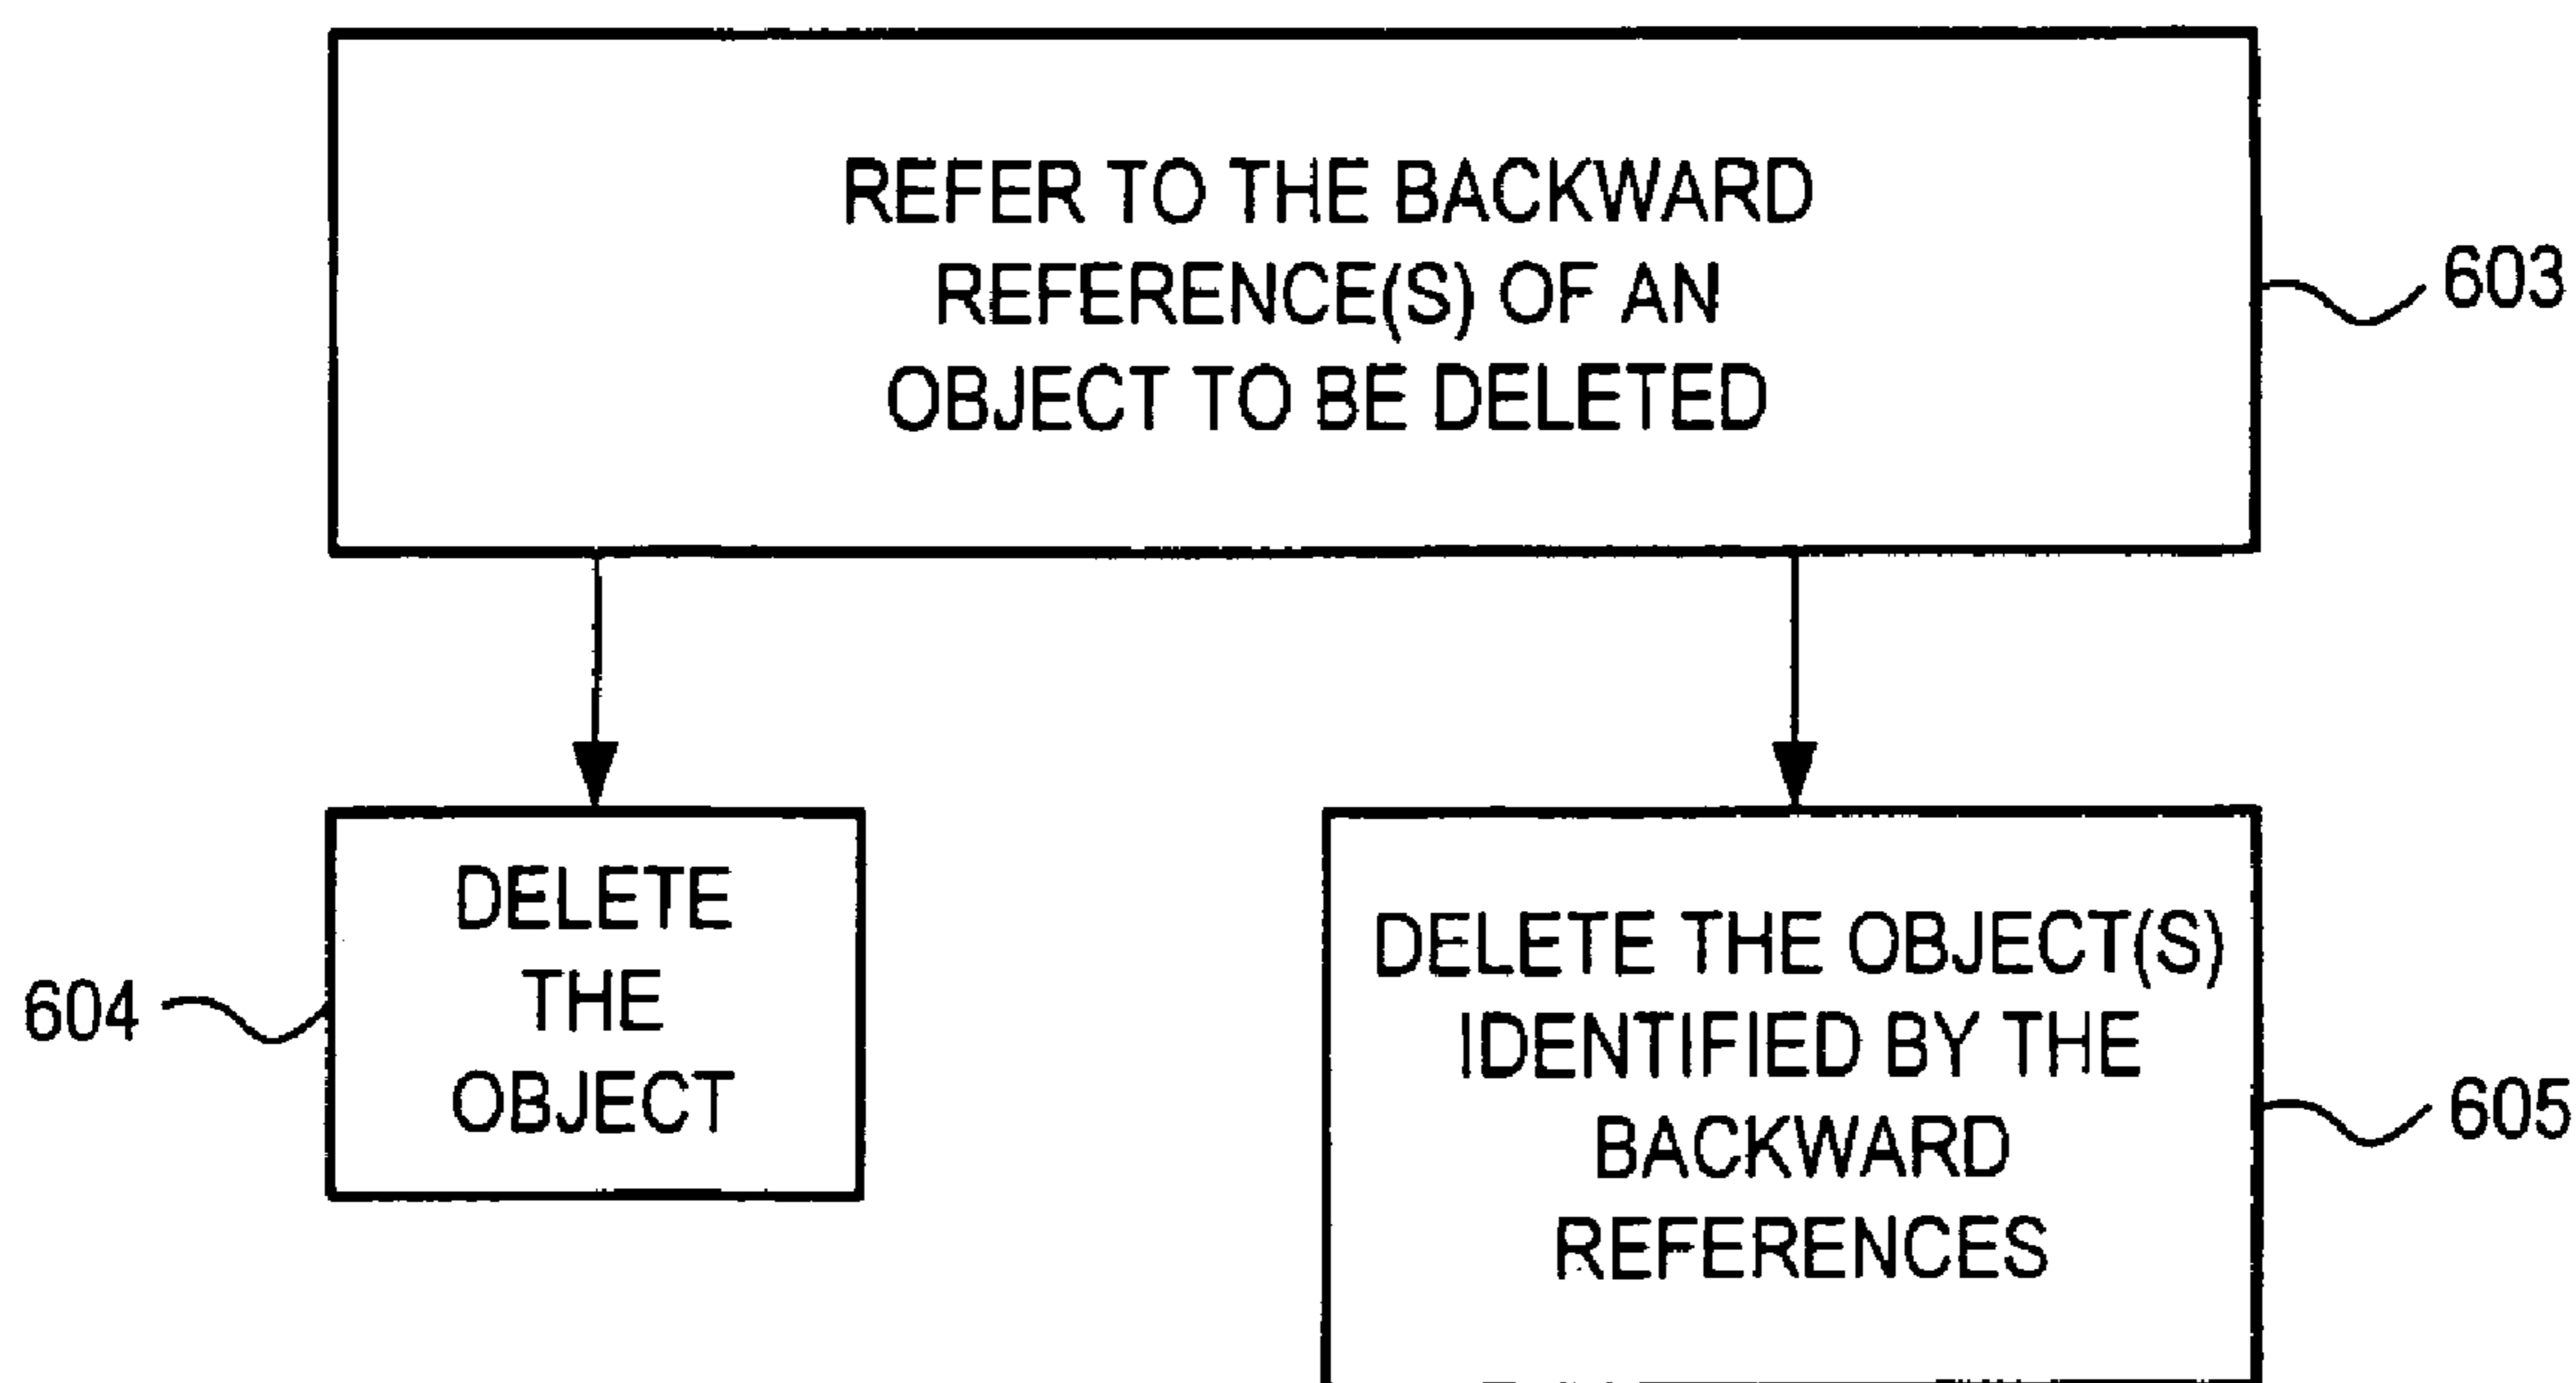 REFER TO THE BACKWARD
REFERENCE(S) OF AN
OBJECT TO BE DELETED
603
DELETE
THE
OBJECT
604
DELETE THE OBJECT(S)
IDENTIFIED BY THE
BACKWARD
REFERENCES
605